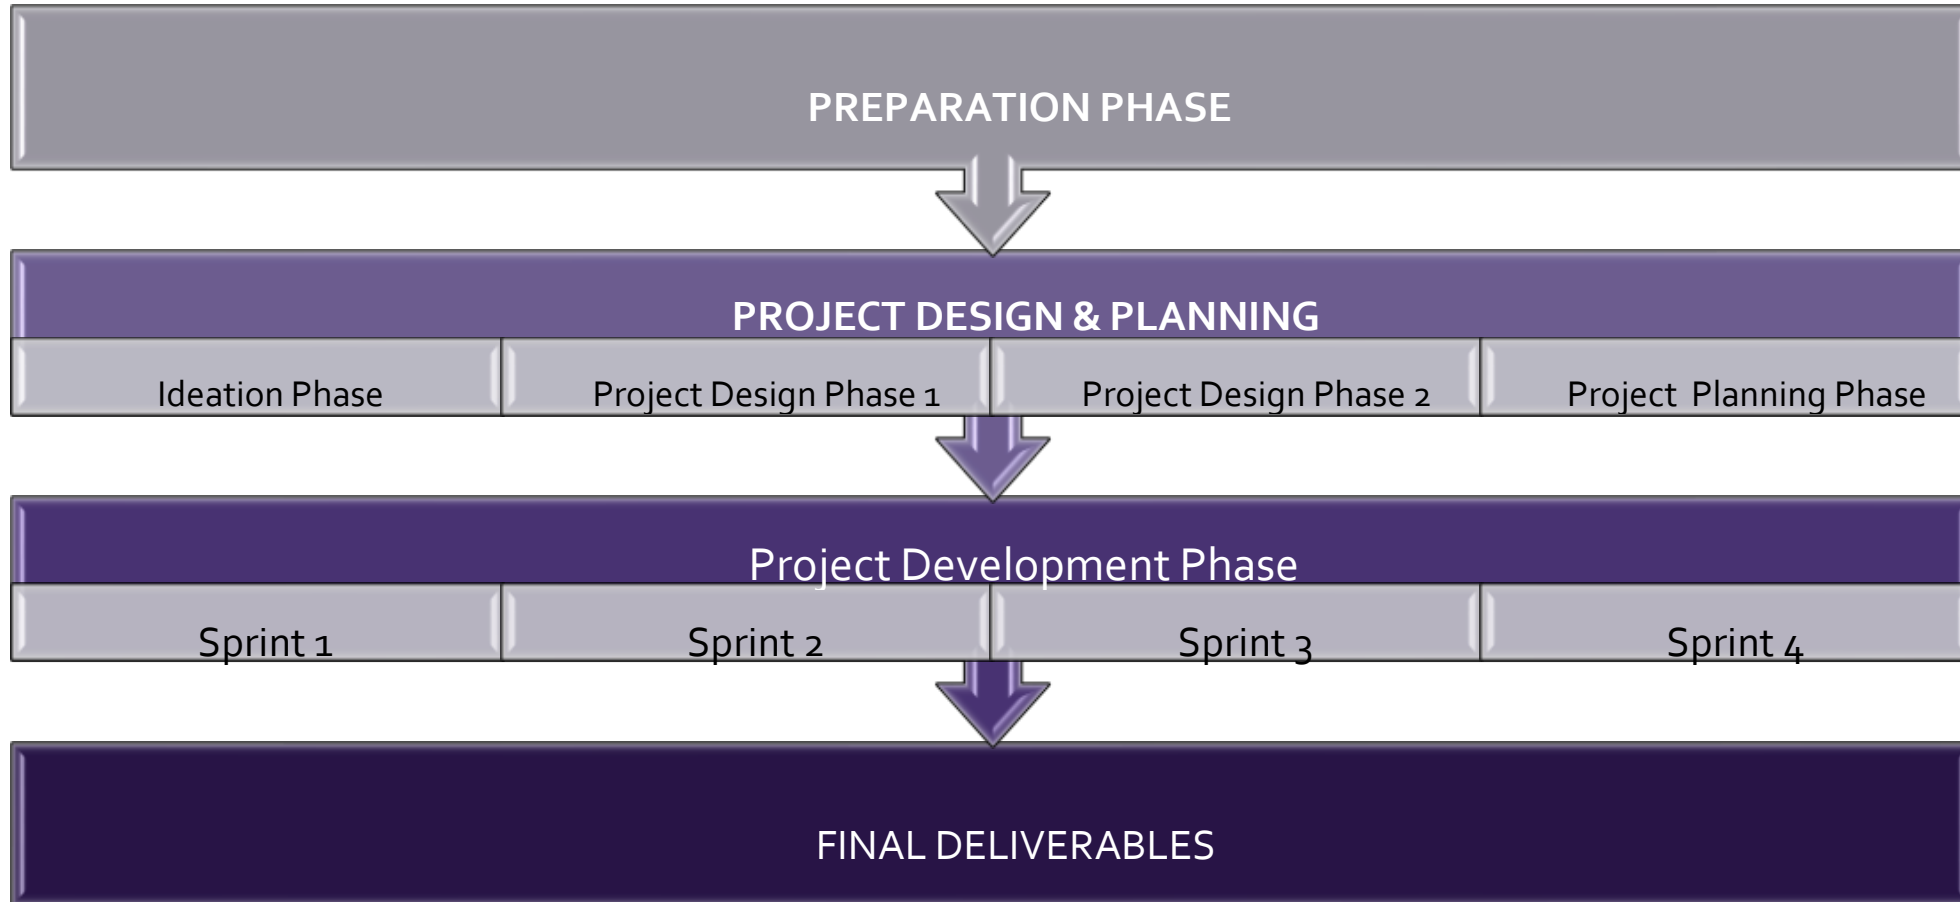 PREPARATION PHASE
PROJECT DESIGN & PLANNING
Ideation Phase
Project Design Phase 1
Project Design Phase 2
Project  Planning Phase
Project Development Phase
Sprint 1
Sprint 2
Sprint 3
Sprint 4
FINAL DELIVERABLES